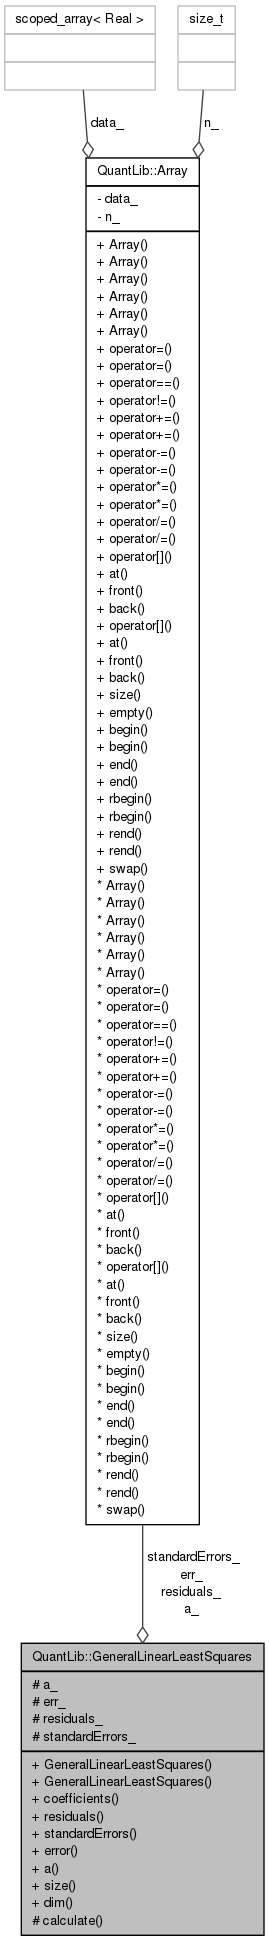 scoped_array< Real >
size_t
data_
n_
QuantLib::Array
- data_
- n_
+ Array()
+ Array()
+ Array()
+ Array()
+ Array()
+ Array()
+ operator=()
+ operator=()
+ operator==()
+ operator!=()
+ operator+=()
+ operator+=()
+ operator-=()
+ operator-=()
+ operator*=()
+ operator*=()
+ operator/=()
+ operator/=()
+ operator[]()
+ at()
+ front()
+ back()
+ operator[]()
+ at()
+ front()
+ back()
+ size()
+ empty()
+ begin()
+ begin()
+ end()
+ end()
+ rbegin()
+ rbegin()
+ rend()
+ rend()
+ swap()
* Array()
* Array()
* Array()
* Array()
* Array()
* Array()
* operator=()
* operator=()
* operator==()
* operator!=()
* operator+=()
* operator+=()
* operator-=()
* operator-=()
* operator*=()
* operator*=()
* operator/=()
* operator/=()
* operator[]()
* at()
* front()
* back()
* operator[]()
* at()
* front()
* back()
* size()
* empty()
* begin()
* begin()
* end()
* end()
* rbegin()
* rbegin()
* rend()
* rend()
* swap()
standardErrors_
err_
residuals_
a_
QuantLib::GeneralLinearLeastSquares
# a_
# err_
# residuals_
# standardErrors_
+ GeneralLinearLeastSquares()
+ GeneralLinearLeastSquares()
+ coefficients()
+ residuals()
+ standardErrors()
+ error()
+ a()
+ size()
+ dim()
# calculate()